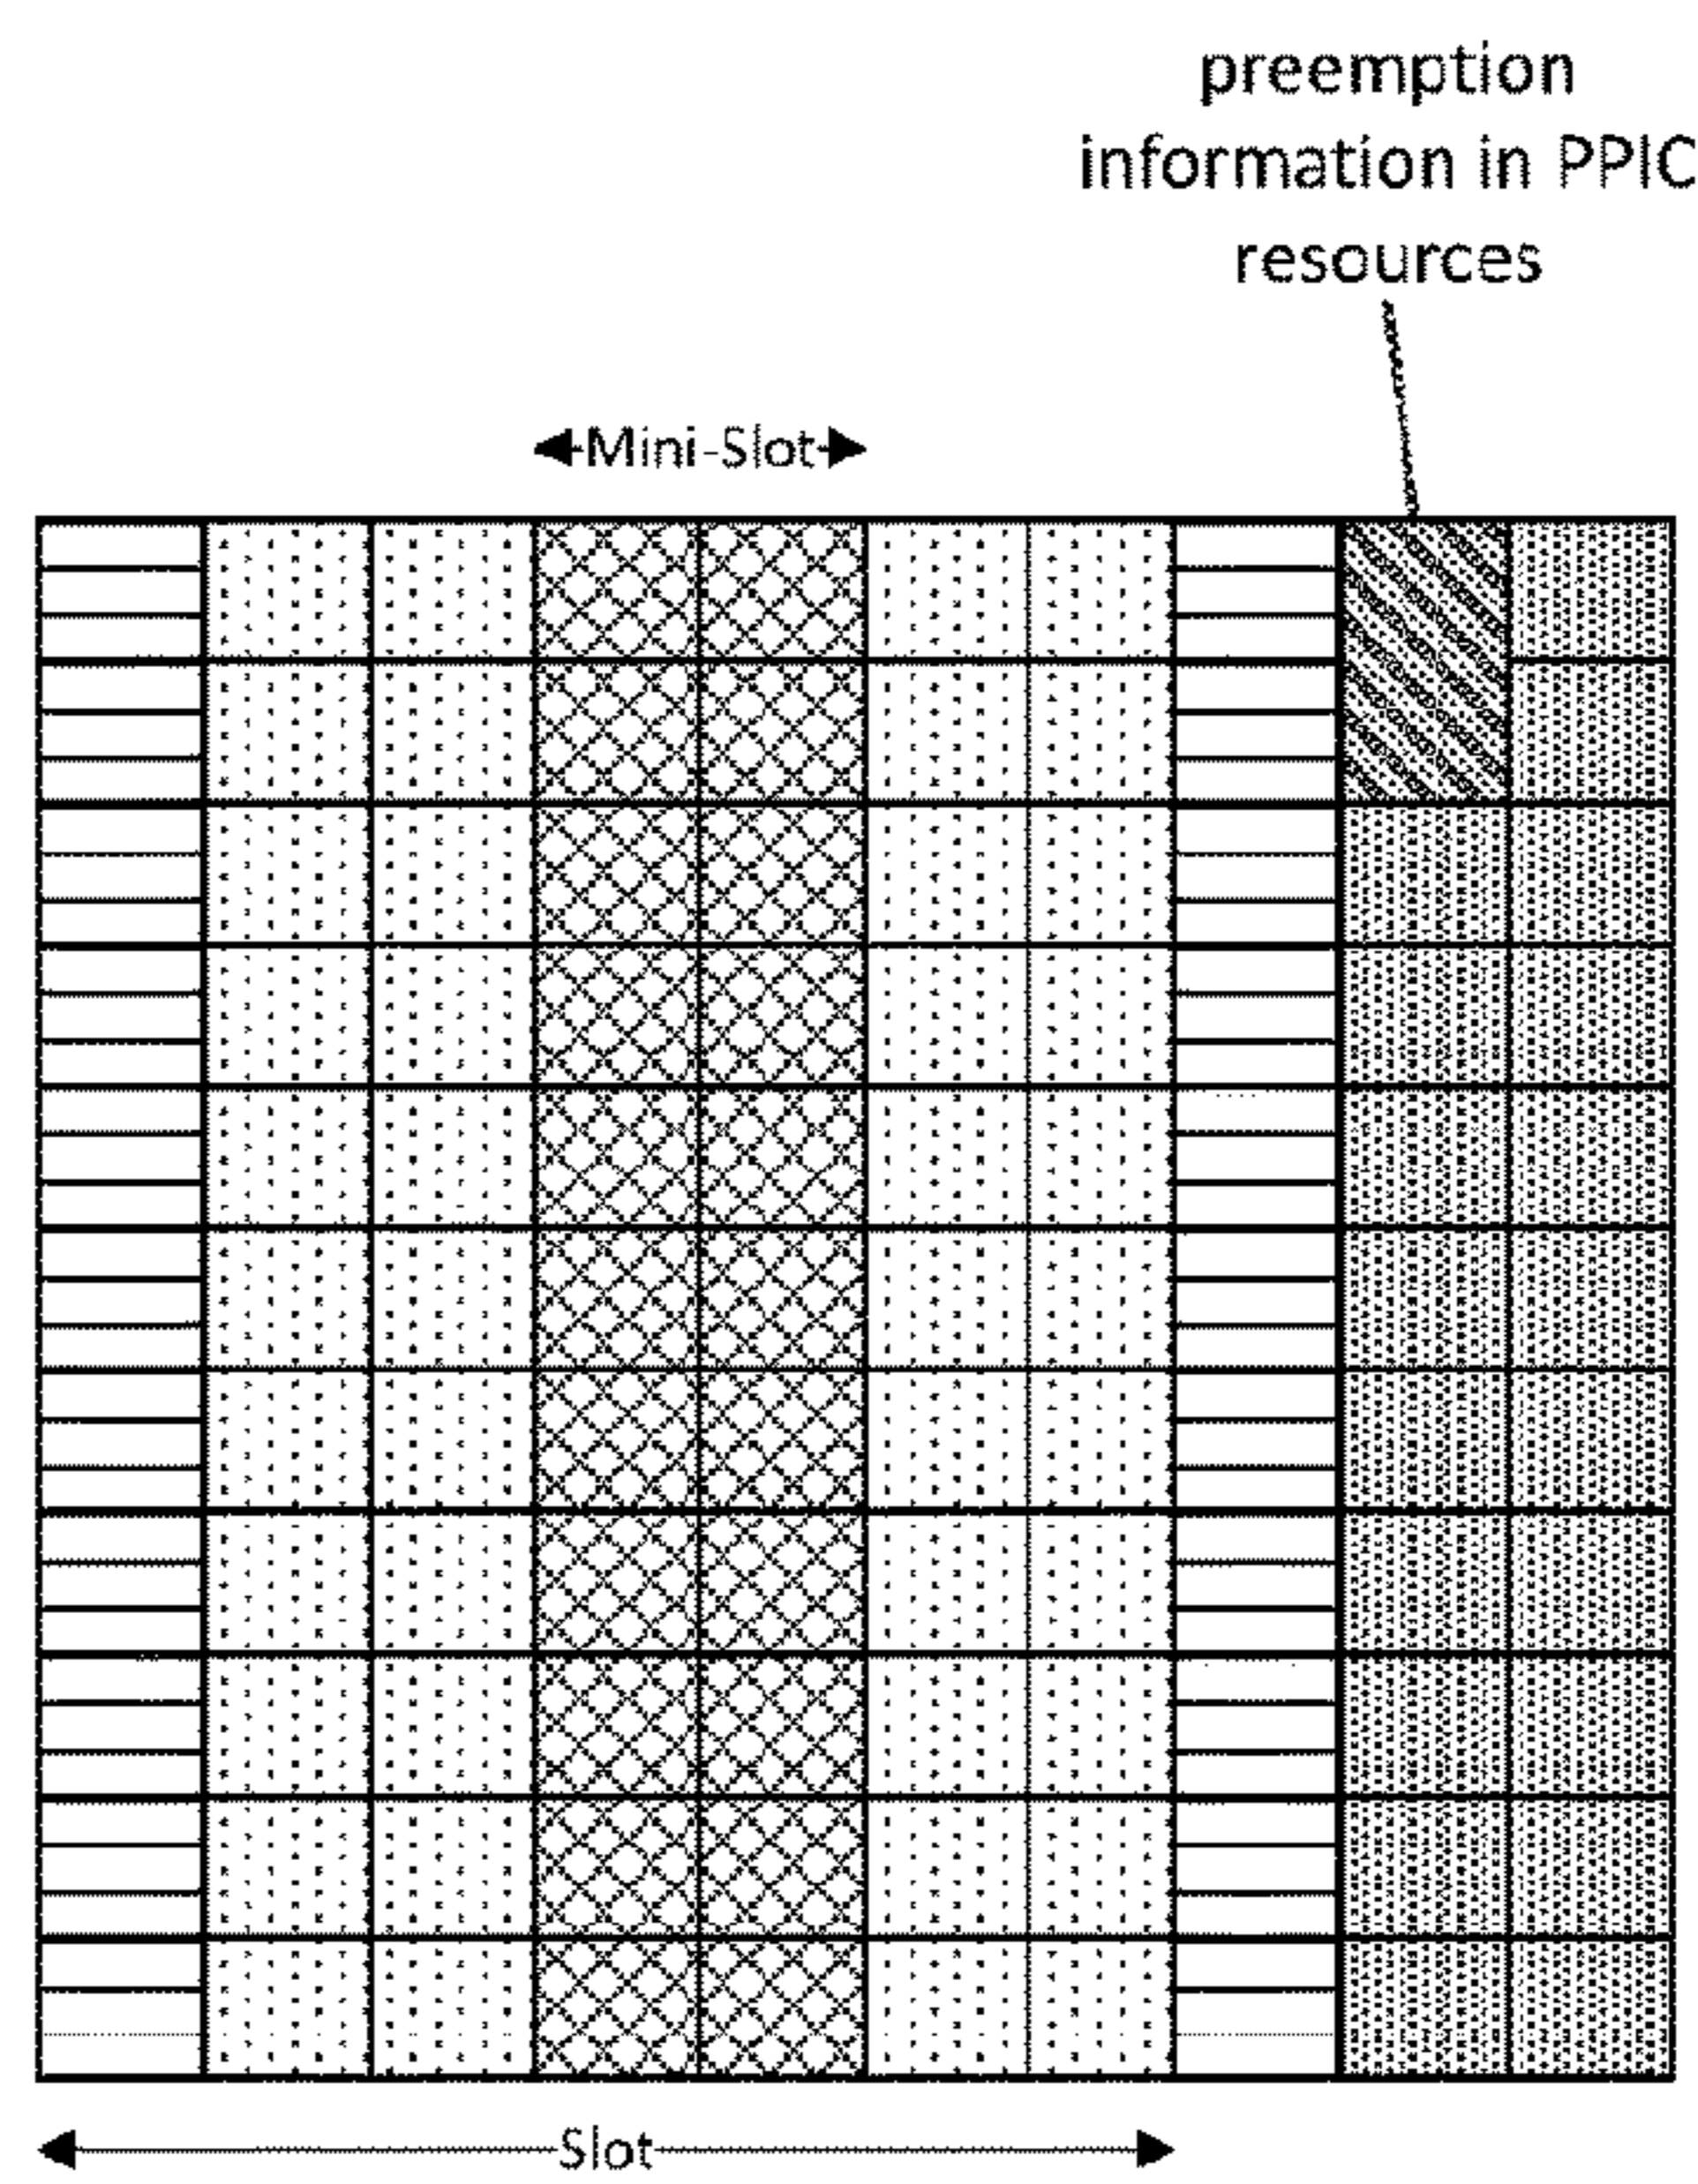 preemption
information in PPIC
resources
Mini-Slot
Slot